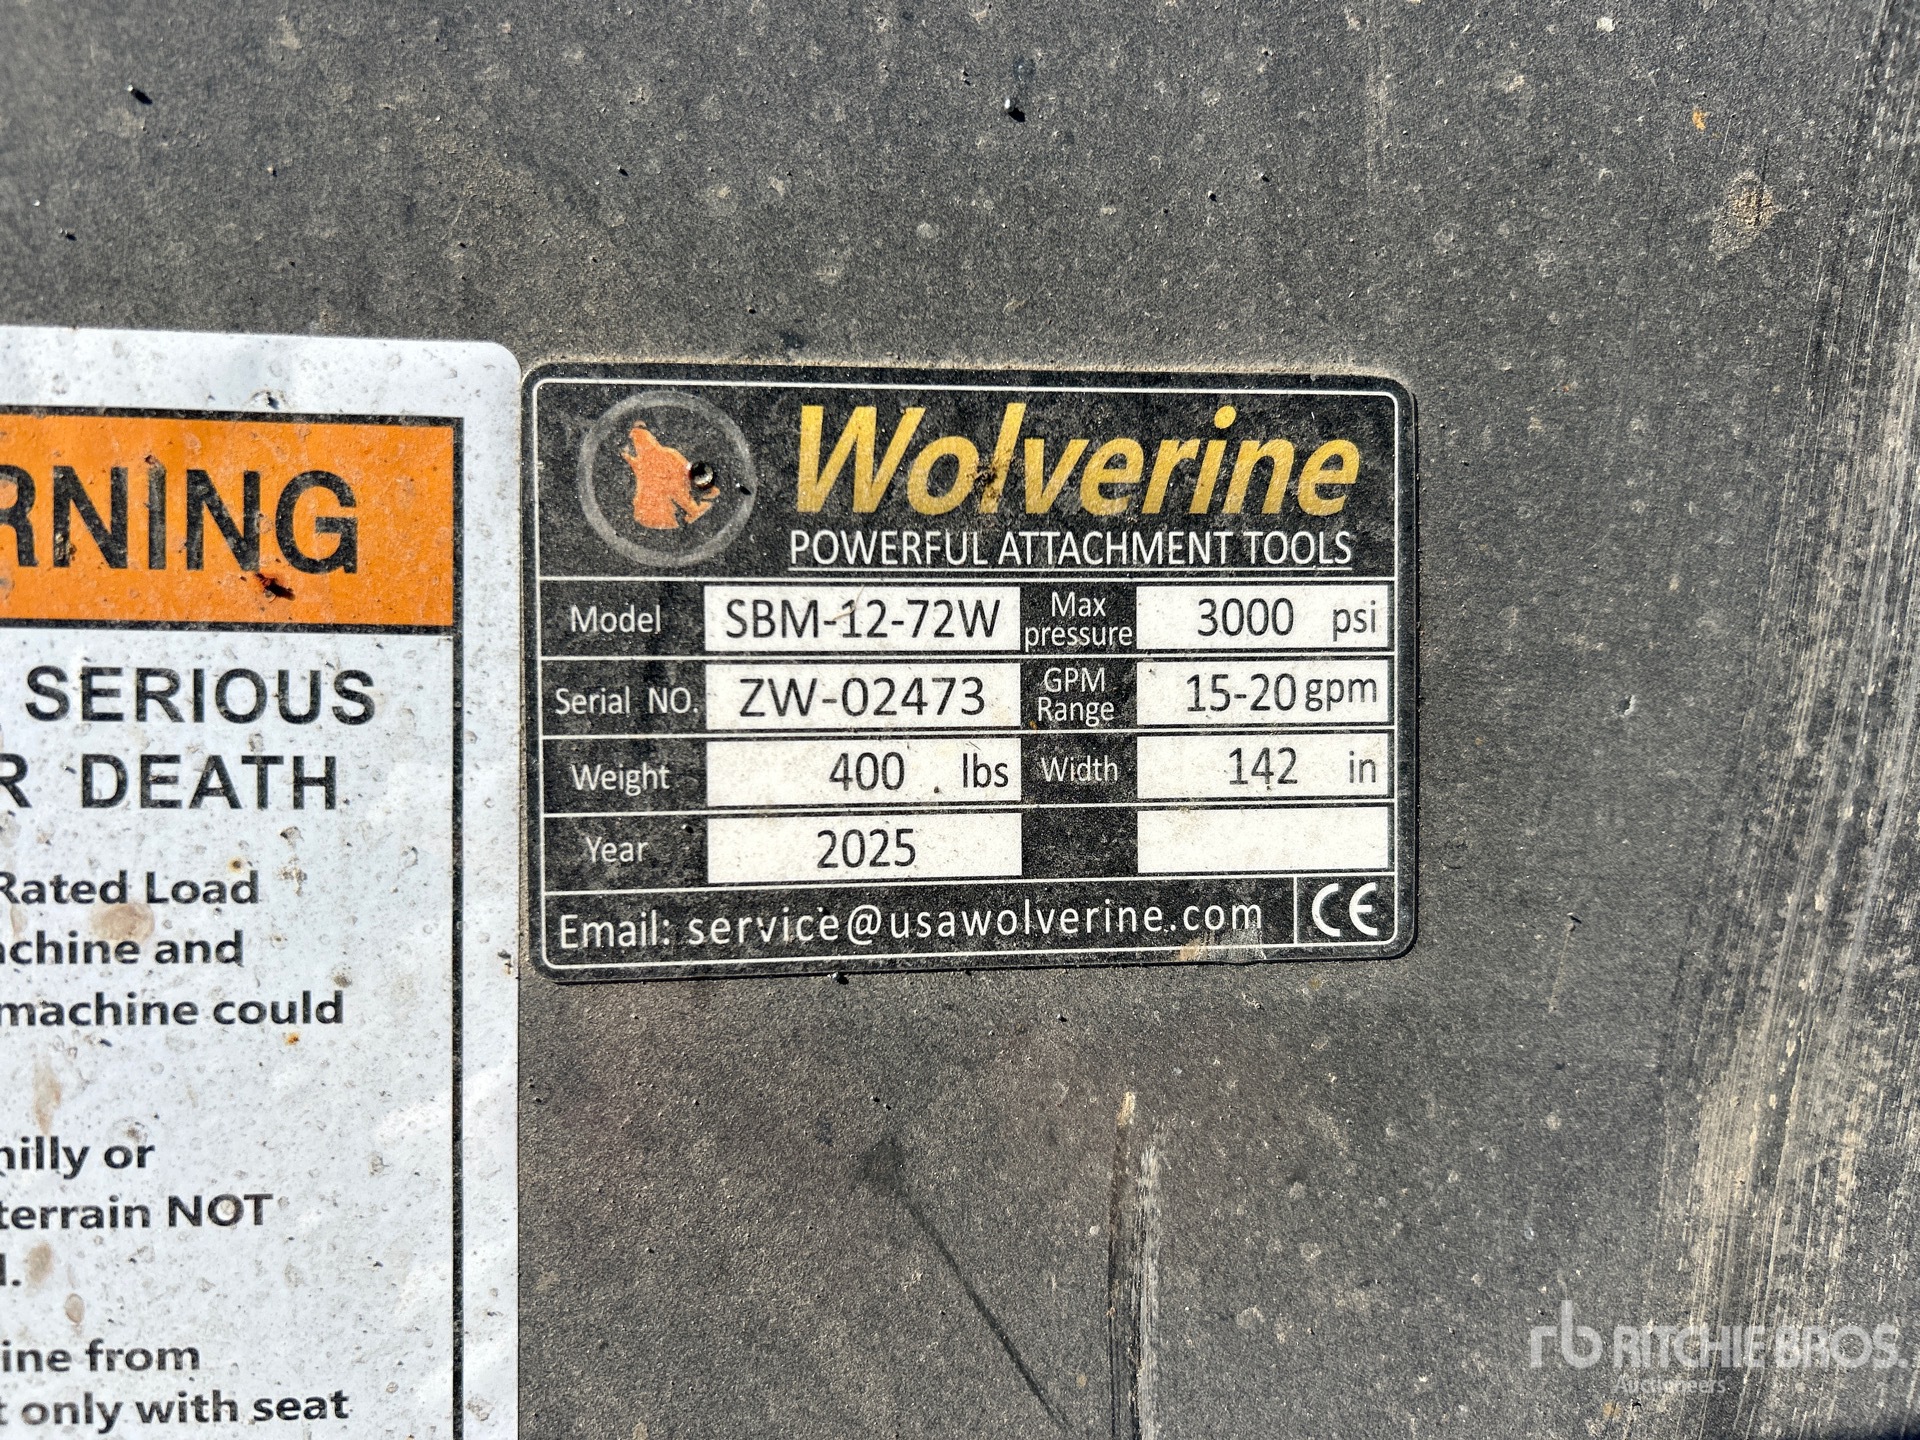 RNING
SERIOUS
R DEATH
Rated Load
achine and
machine could
hilly or
terrain NOT
ine from
t only with seat
Wolverine
POWERFUL ATTACHMENT TOOLS
Model SBM-12-72W Max pressure 3000 psi
Serial NO. ZW-02473 GPM Range 15-20 gpm
Weight 400 lbs Width 142 in
Year 2025
Email: service@usawolverine.com CE
rb RITCHIE BROS.
Auctioneers